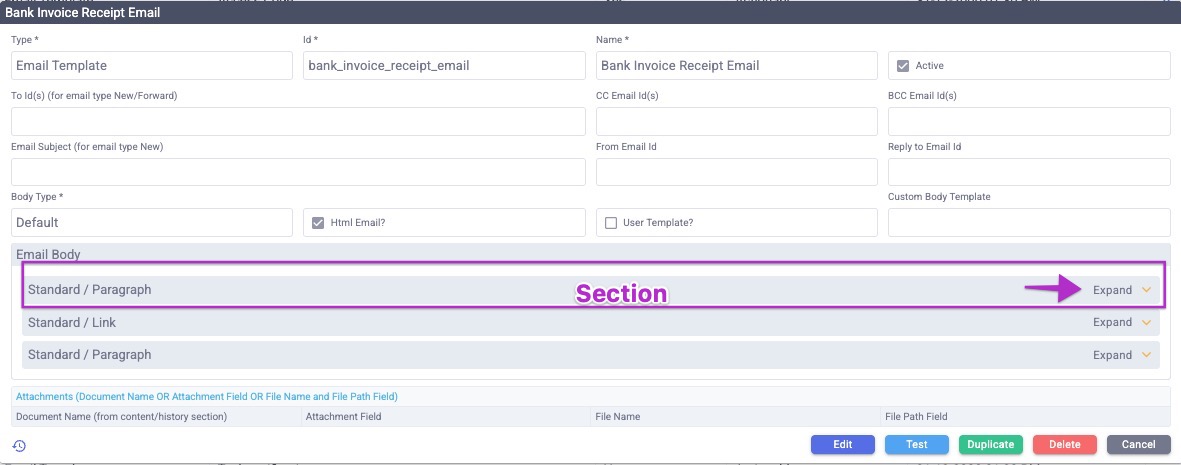 Bank Invoice Receipt Email
Type * Id * Name *
Email Template bank_invoice_receipt_email Bank Invoice Receipt Email Active
To Id(s) (for email type New/Forward) CC Email Id(s) BCC Email Id(s)
Email Subject (for email type New) From Email Id Reply to Email Id
Body Type * Custom Body Template
Default Html Email? User Template?
Email Body
Standard / Paragraph Section Expand
Standard / Link Expand
Standard / Paragraph Expand
Attachments (Document Name OR Attachment Field OR File Name and File Path Field)
Document Name (from content/history section) Attachment Field File Name File Path Field
Edit Test Duplicate Delete Cancel